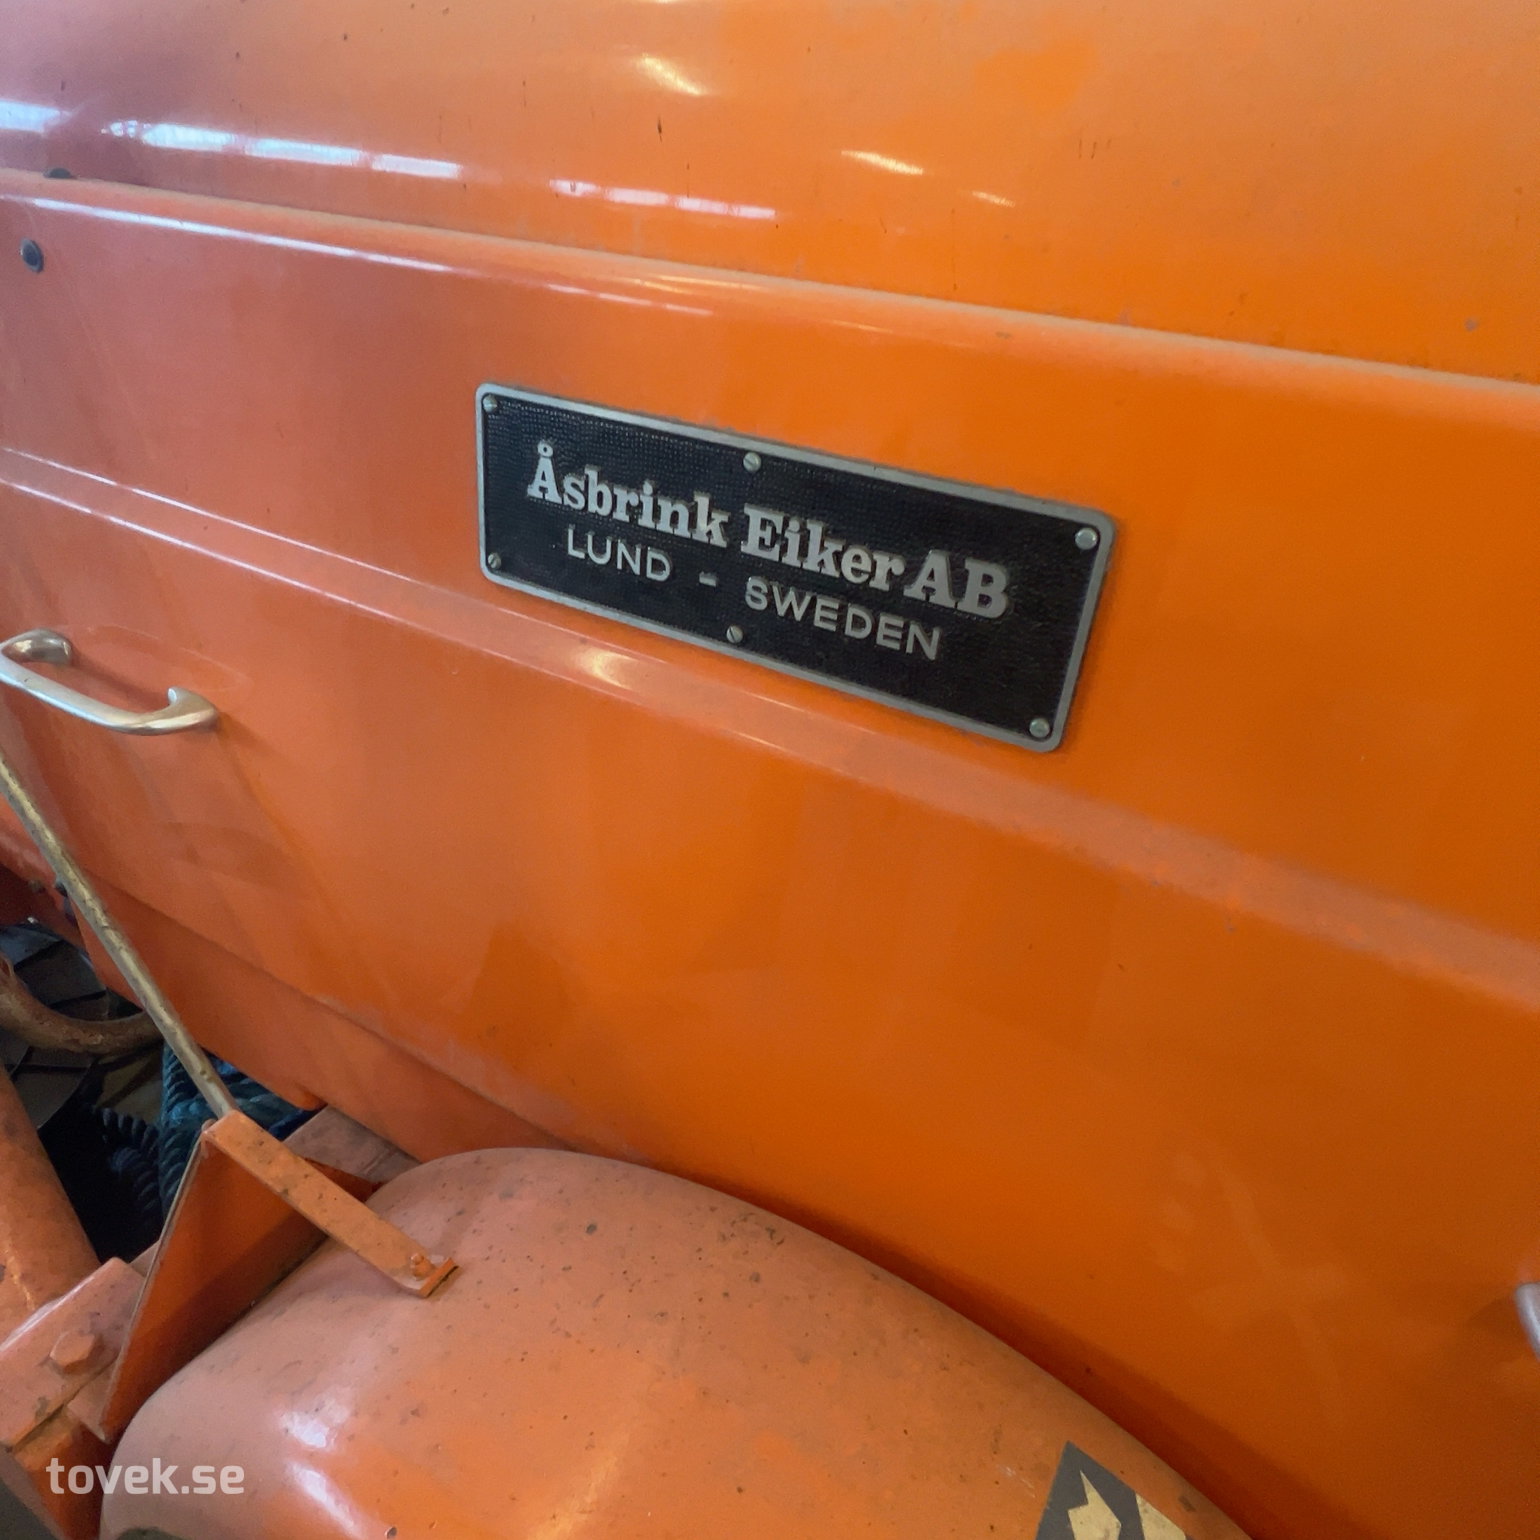 Åsbrink Eiker AB
LUND - SWEDEN
tovek.se